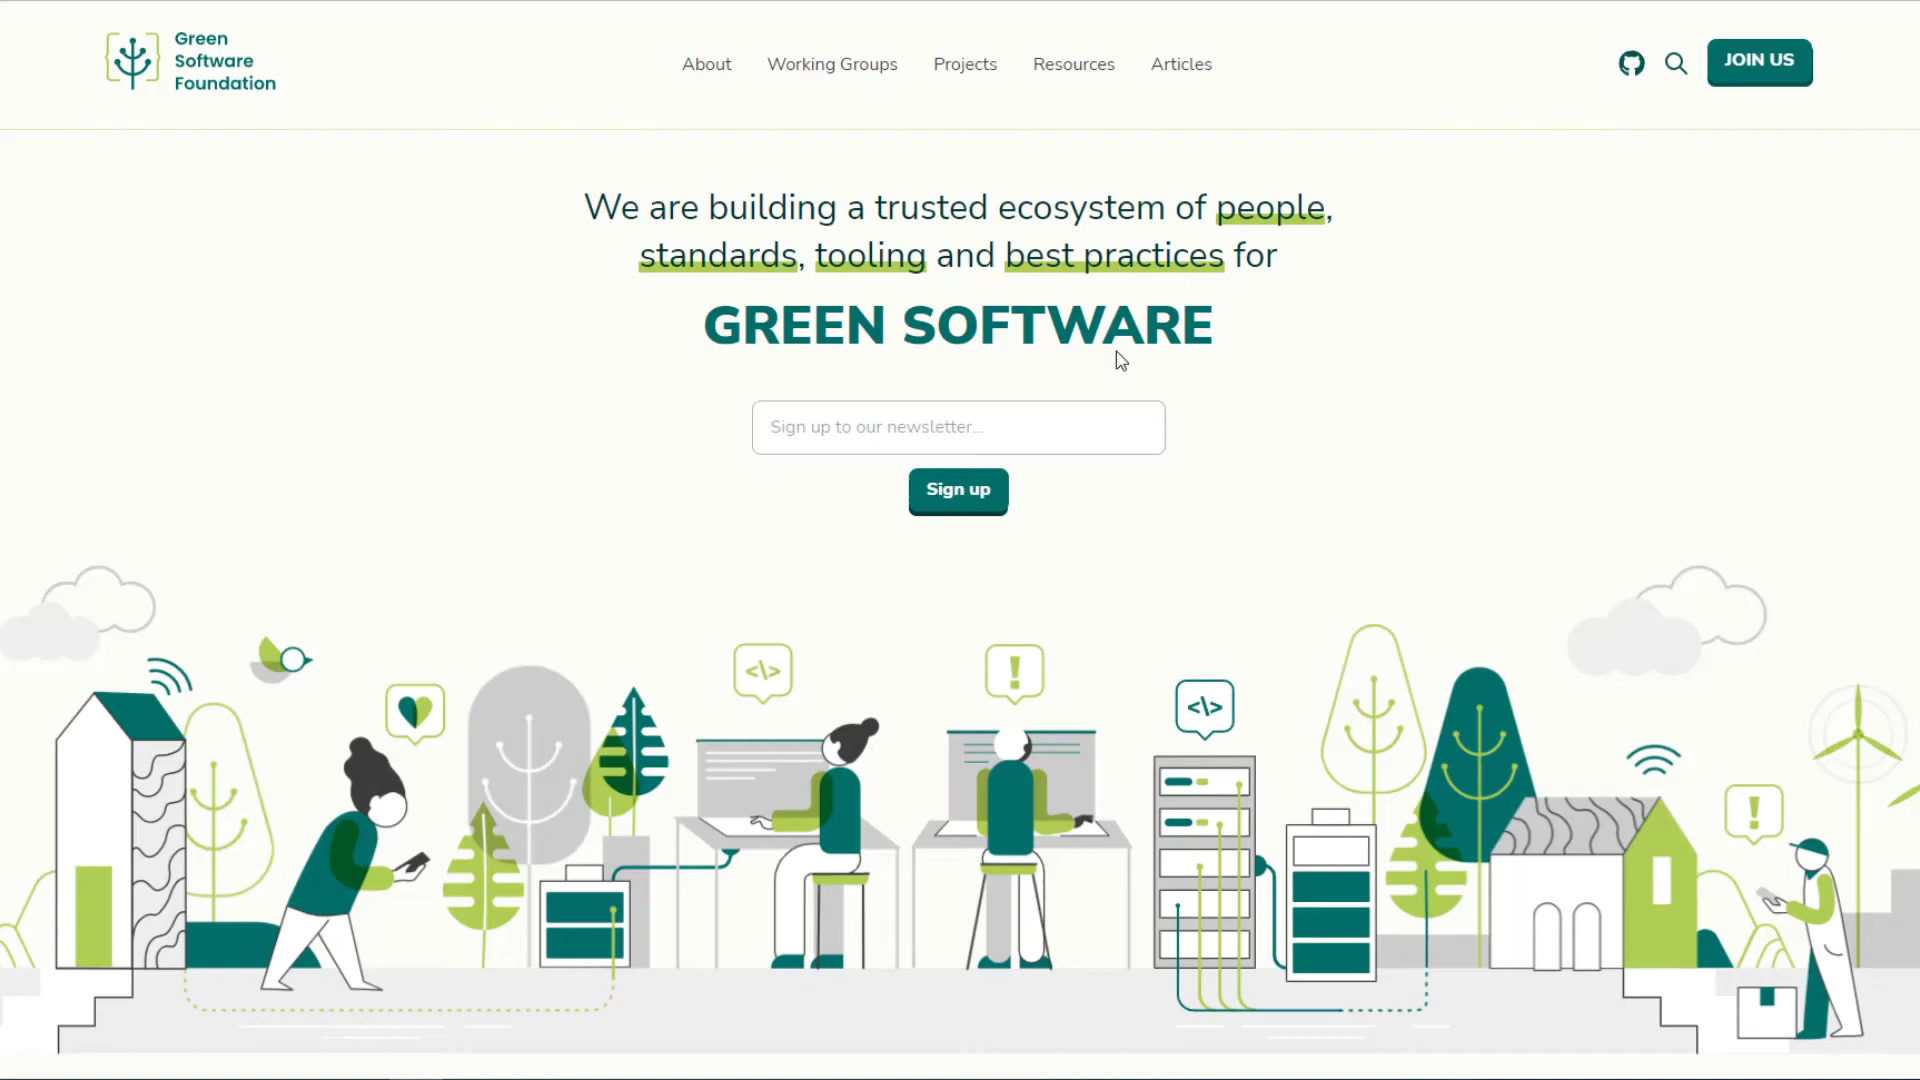 Green
Software
Foundation
About
Working Groups
Projects
Resources
Articles
JOIN US
We are building a trusted ecosystem of people,
standards, tooling and best practices for
GREEN SOFTWARE
Sign up to our newsletter...
Sign up
</>
!
</>
!